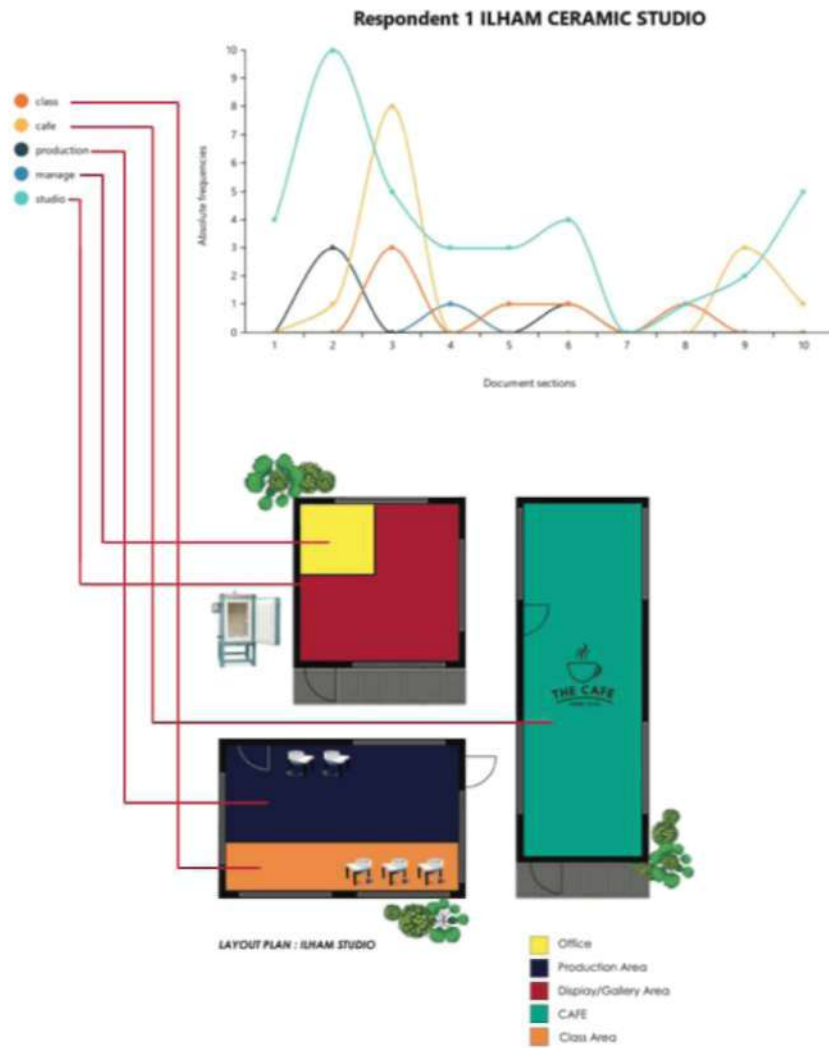 Respondent 1 ILHAM CERAMIC STUDIO
class
cafe
production
manage
studio
Absolute frequencies
10
9
8
7
6
5
4
3
2
1
0
1 2 3 4 5 6 7 8 9 10
Document sections
THE CAFE
LAYOUT PLAN : ILHAM STUDIO
Office
Production Area
Display/Gallery Area
CAFE
Class Area